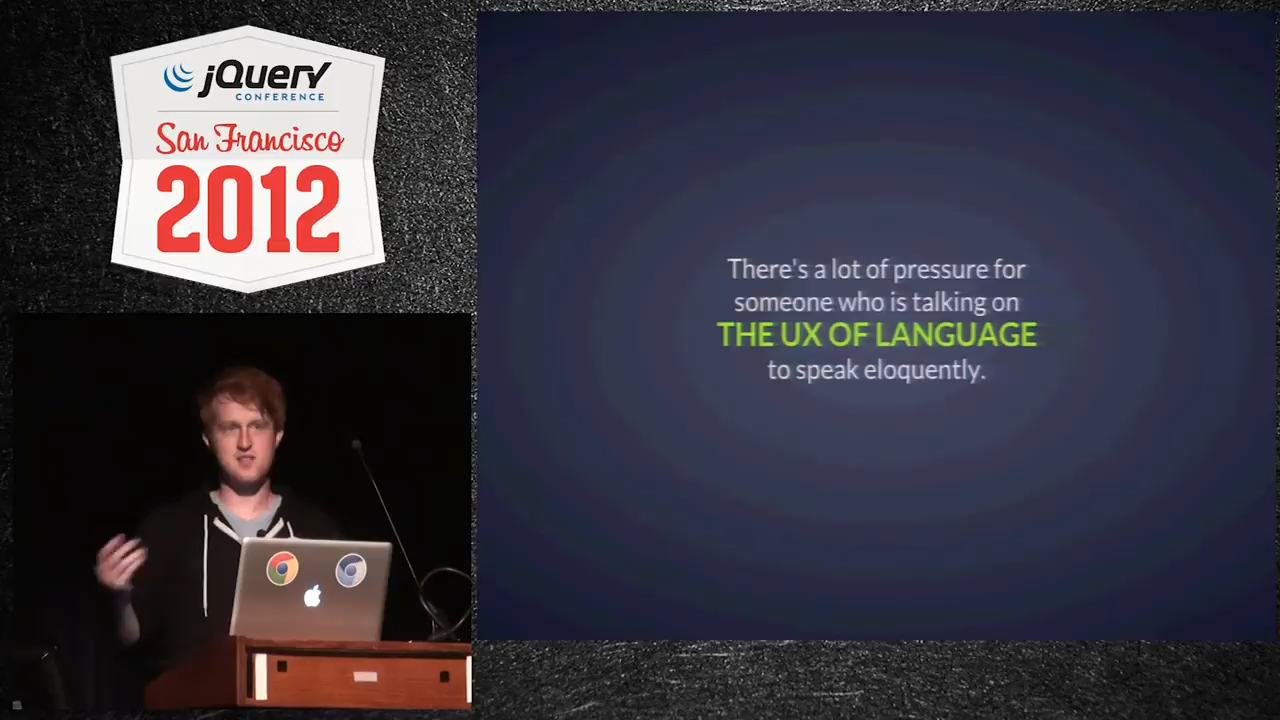 jQuery
CONFERENCE
San Francisco
2012
There's a lot of pressure for
someone who is talking on
THE UX OF LANGUAGE
to speak eloquently.